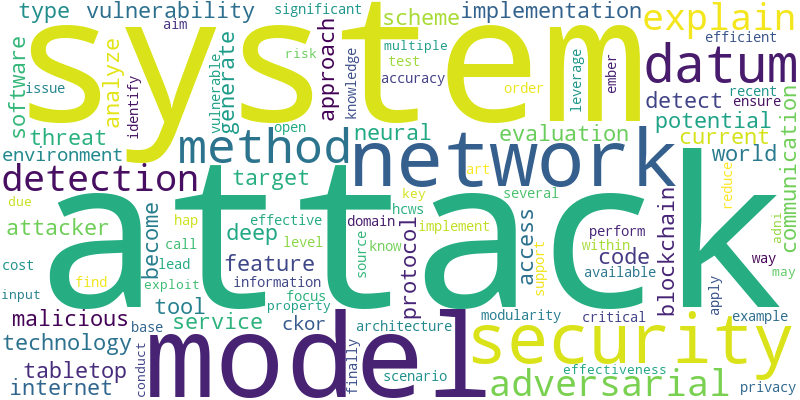 type vulnerability significant scheme implementation explain
aim
system
software
issue
analyze
identify
vulnerable
generate
risk
approach
knowledge
multiple
test
accuracy
order
leverage
ember
efficient
datum
detect
recent
ensure
threat
environment
open
neural
evaluation
potential
current
world
communication
method
network
detection
target
attack
due
attacker
become
hap
call
lead
exploit
effective
deep
level
feature
information
focus
property
domain
source
know
hcws
key
art
several
implement
protocol
access
support
perform
within
code
available
blockchain
reduce
adni
way
may
apply
cost
find
input
tool
malicious
base
service
ckor
architecture
modularity
critical
example
technology
model
security
tabletop
conduct
finally
scenario
effectiveness
internet
adversarial
privacy